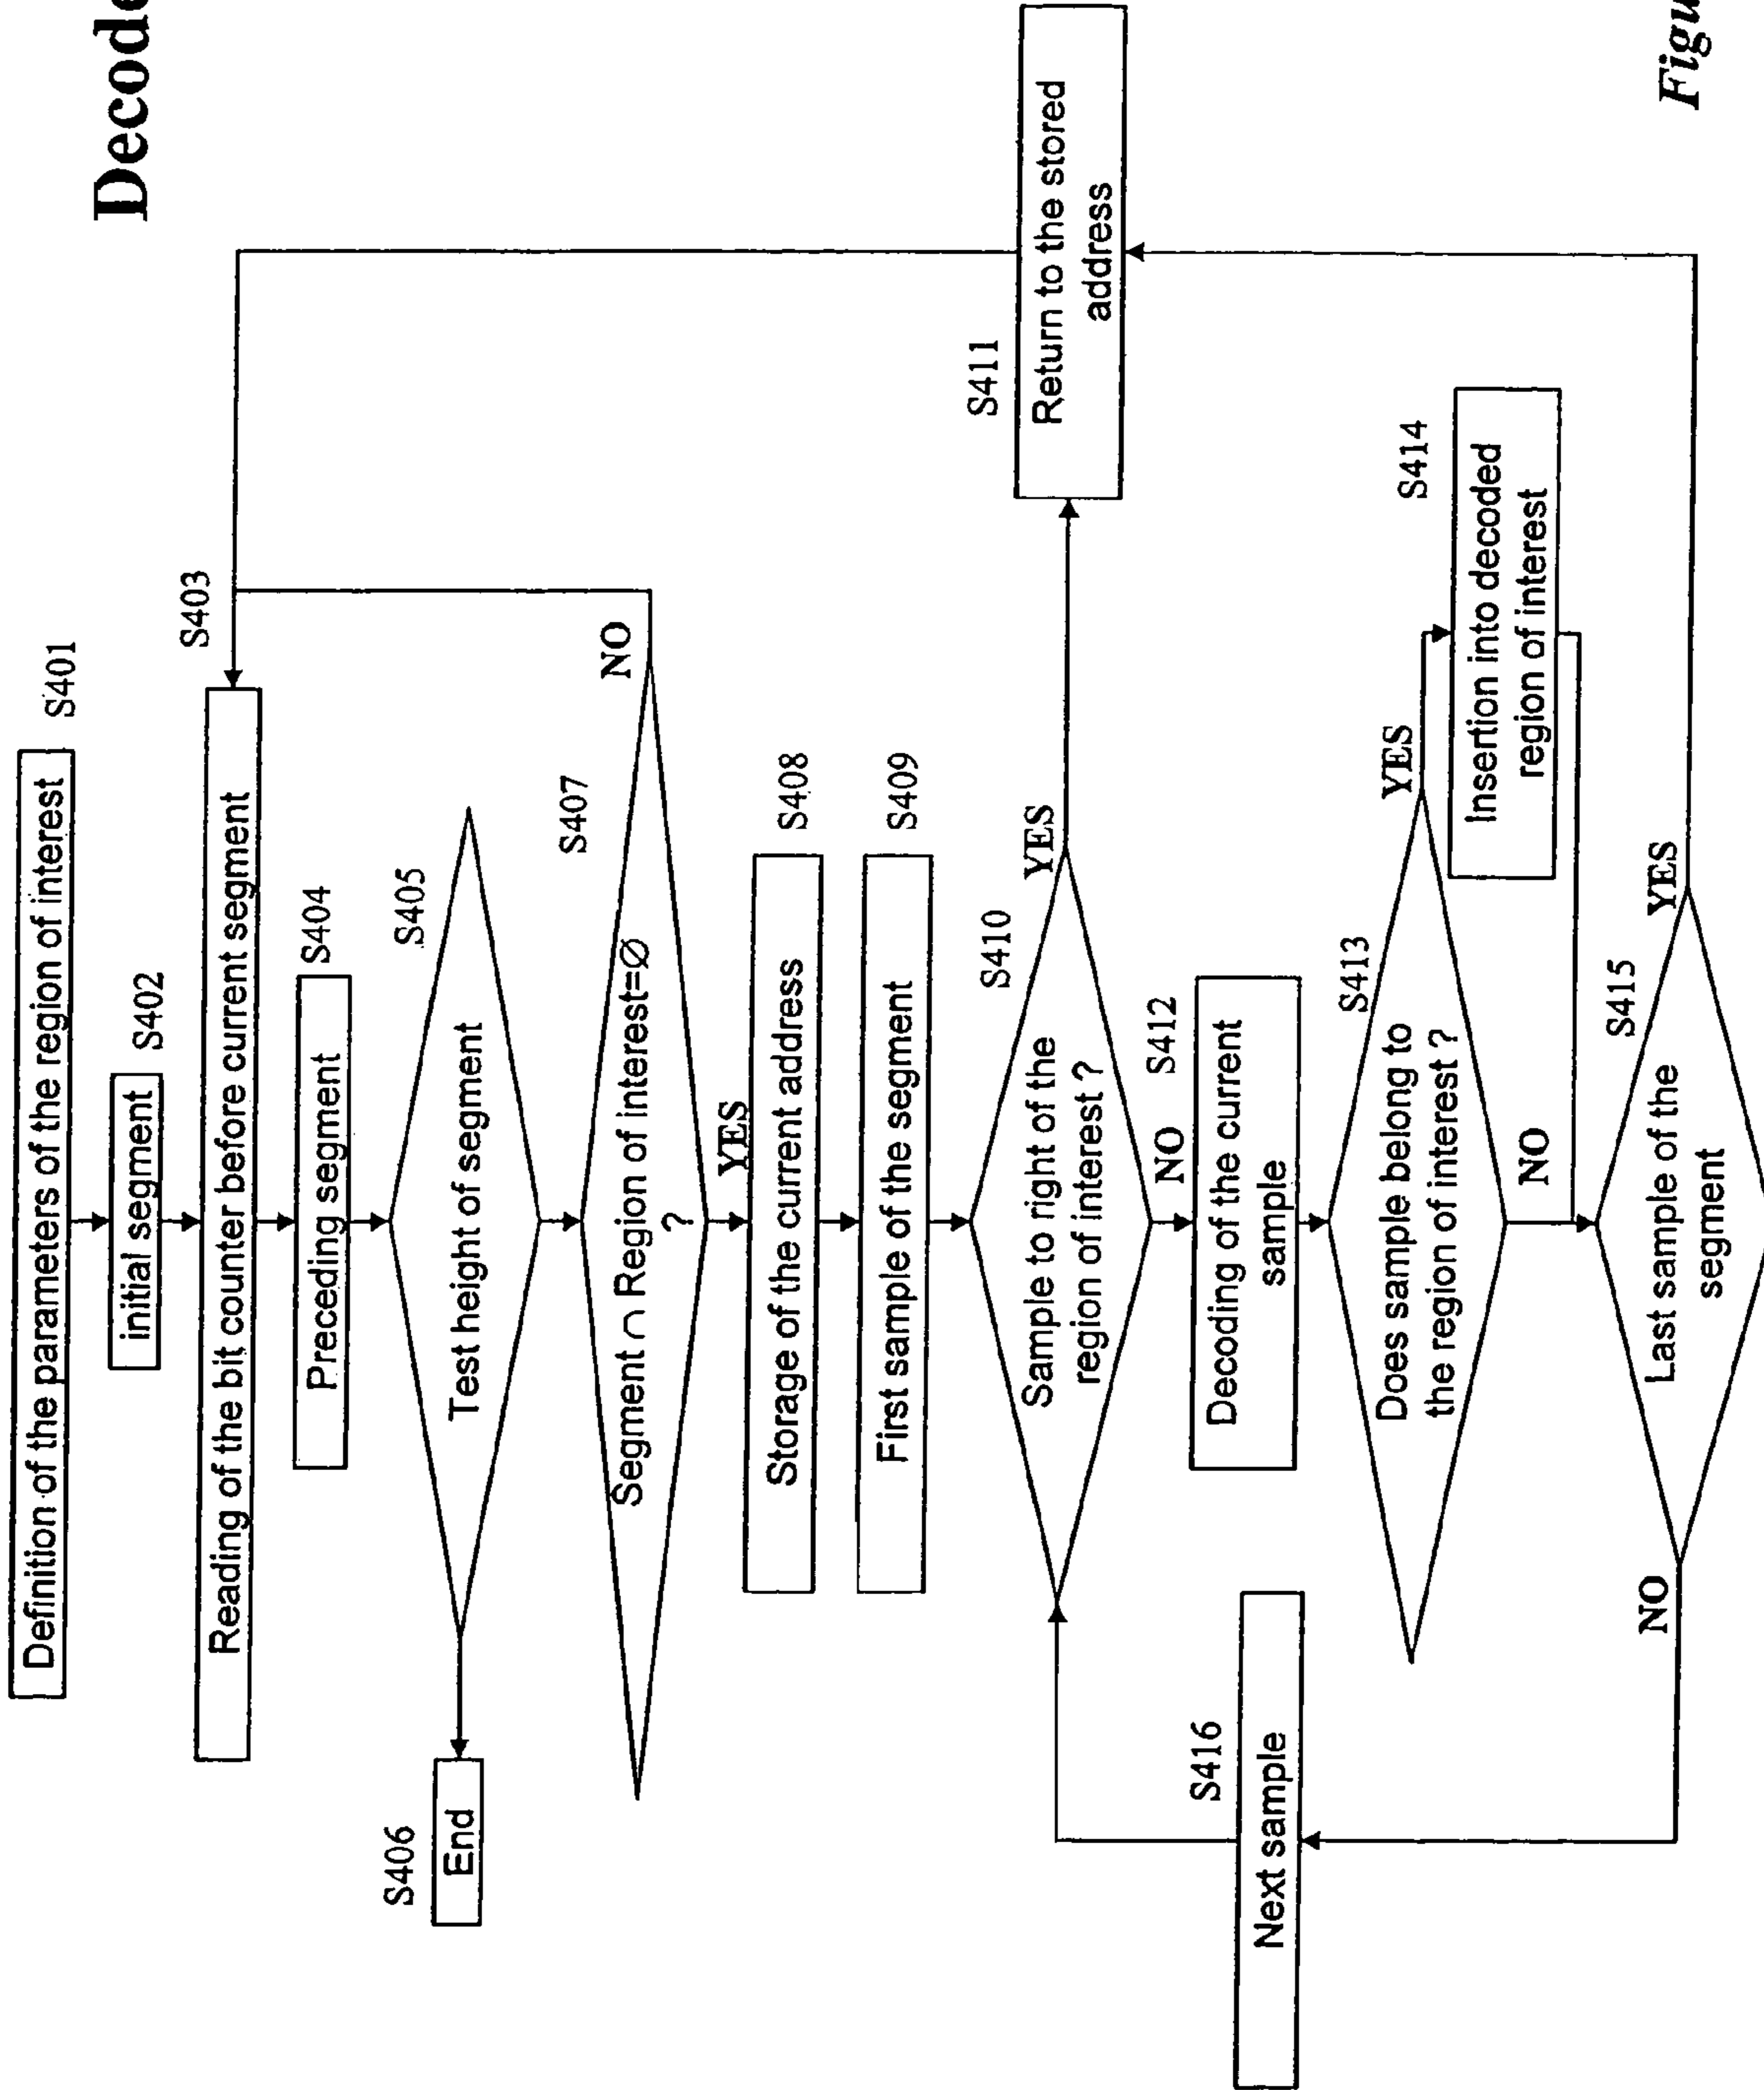 Decode
Definition of the parameters of the region of interest
S401
initial segment
S402
S403
Reading of the bit counter before current segment
Preceding segment
S404
S405
Test height of segment
S406
End
S407
Segment ∩ Region of interest=Ø
?
NO
YES
Storage of the current address
S408
First sample of the segment
S409
S410
Sample to right of the
region of interest ?
YES
S411
Return to the stored
address
NO
S412
Decoding of the current
sample
S413
Does sample belong to
the region of interest ?
YES
S414
Insertion into decoded
region of interest
NO
S415
Last sample of the
segment
YES
NO
S416
Next sample